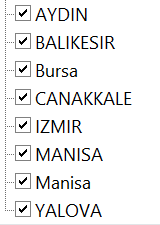 AYDIN
BALIKESIR
Bursa
CANAKKALE
IZMIR
MANISA
Manisa
YALOVA